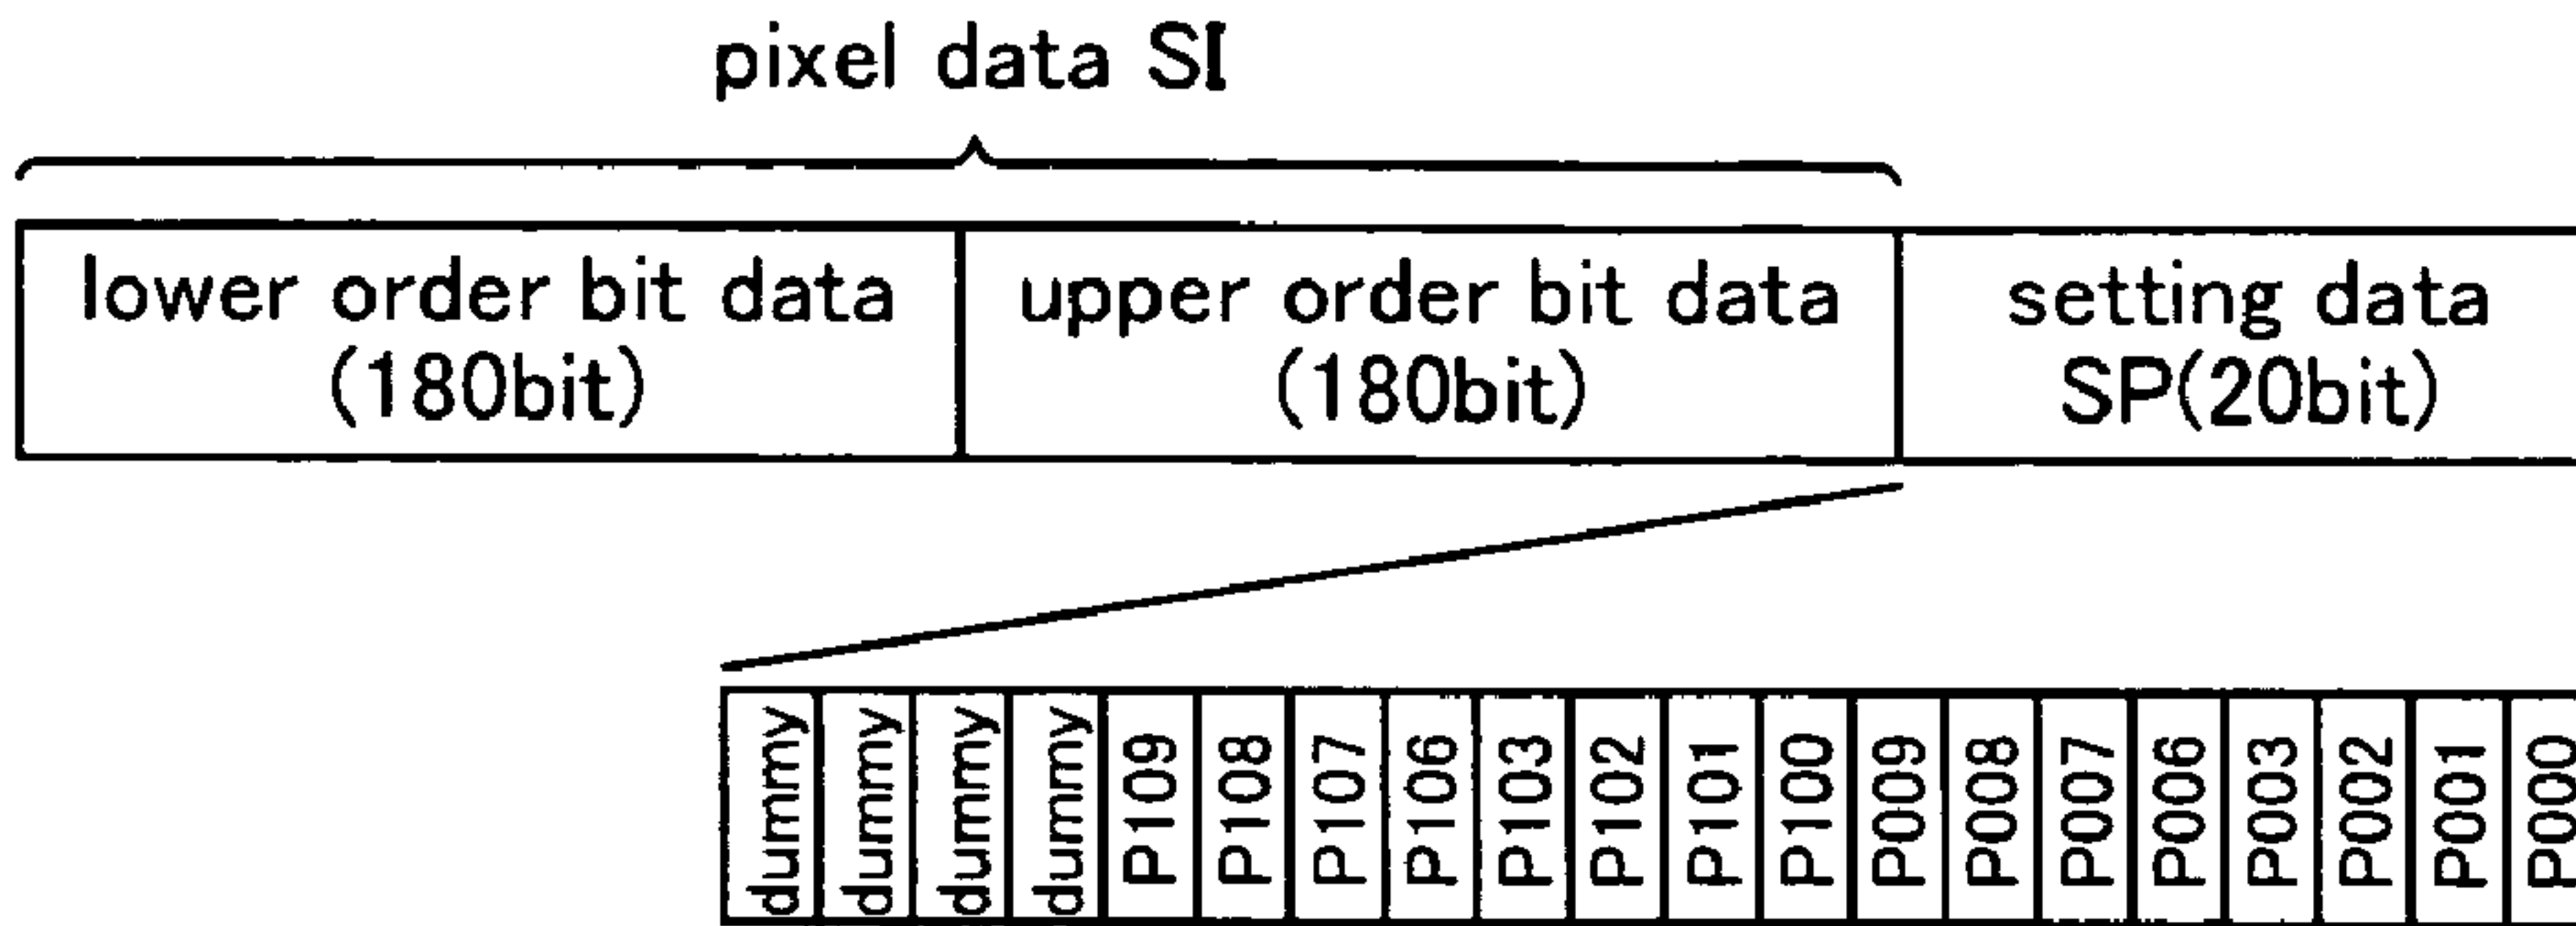 pixel data SI
lower order bit data
(180bit)
upper order bit data
(180bit)
setting data
SP(20bit)
dummy
dummy
dummy
dummy
P109
P108
P107
P106
P103
P102
P101
P100
P009
P008
P007
P006
P003
P002
P001
P000